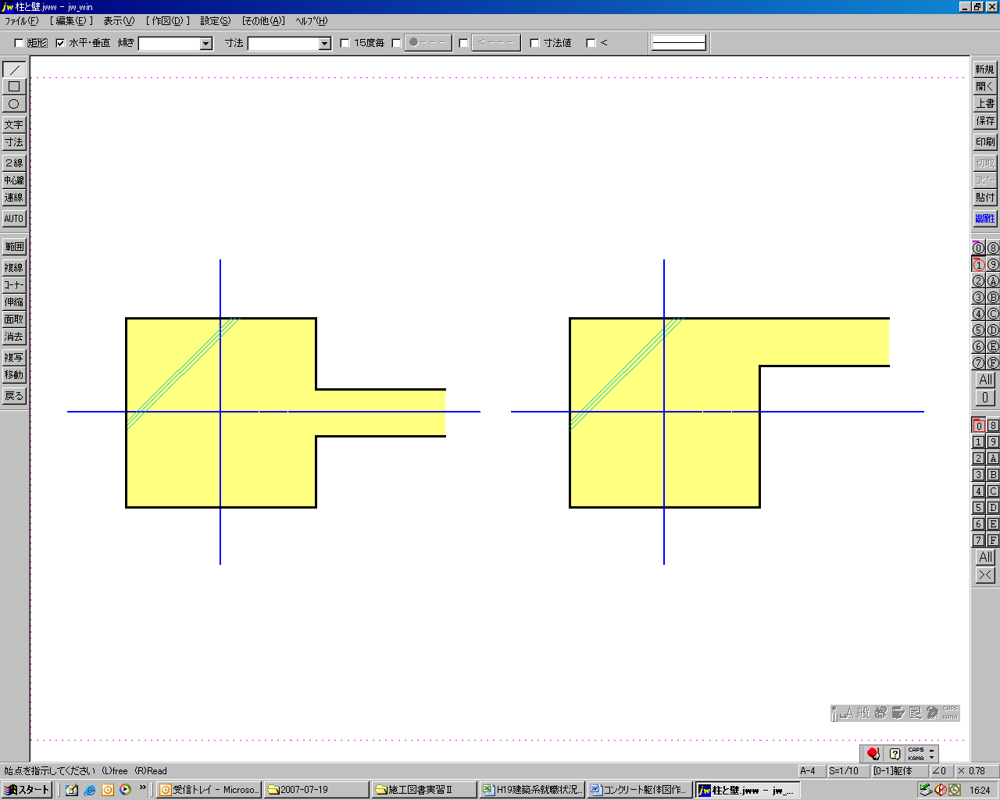 柱と壁.jww - jw_win
ﾌｧｲﾙ(F) [編集(E)] 表示(V) [作図(D)] 設定(S) [その他(A)] ﾍﾙﾌﾟ(H)
矩形 水平・垂直 傾き 寸法 15度毎 ●--- <--- 寸法値 <
／
□
○
文字
寸法
２線
中心線
連線
AUTO
範囲
複線
ｺｰﾅｰ
伸縮
面取
消去
複写
移動
戻る
新規
開く
上書
保存
印刷
切取
ｺﾋﾟｰ
貼付
線属性
0 8
1 9
2 A
3 B
4 C
5 D
6 E
7 F
All
0
0 8
1 9
2 A
3 B
4 C
5 D
6 E
7 F
All
×
A般 CAPS KANA
CAPS KANA
始点を指示してください (L)free (R)Read A-4 S=1/10 [0-1]躯体 ∠0 × 0.78
スタート » 受信トレイ - Microso... 2007-07-19 施工図書実習Ⅱ H19建築系就職状況... コンクリート躯体図作... 柱と壁.jww - jw_... 16:24